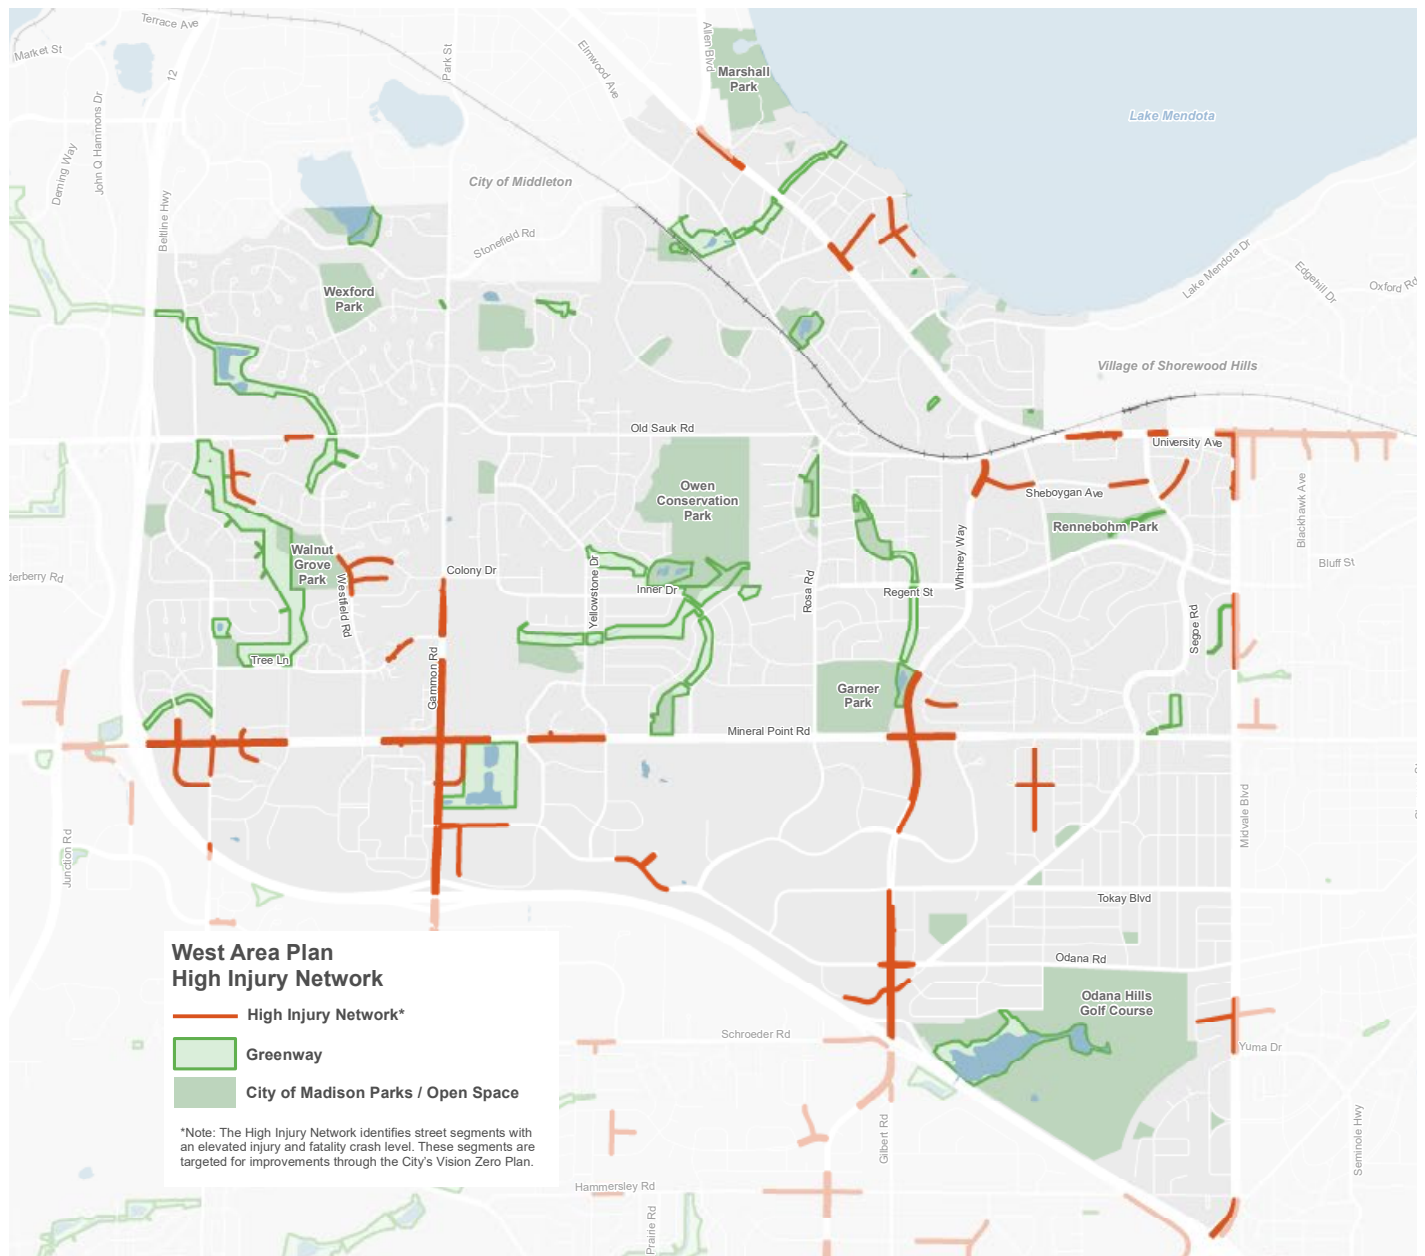 Terrace Ave
Market St
12
Park St
Elmwood Ave
Allen Blvd
Marshall
Park
Lake Mendota
John Q Hammons Dr
Deming Way
City of Middleton
Beltline Hwy
Stonefield Rd
Lake Mendota Dr
Edgehill Dr
Oxford Rd
Wexford
Park
Village of Shorewood Hills
Old Sauk Rd
University Ave
Owen
Conservation
Park
Sheboygan Ave
Blackhawk Ave
Rennebohm Park
Walnut
Grove
Park
Whitney Way
Bluff St
derberry Rd
Colony Dr
Westfield Rd
Yellowstone Dr
Inner Dr
Rosa Rd
Regent St
Segoe Rd
Tree Ln
Gammon Rd
Garner
Park
Mineral Point Rd
Junction Rd
Midvale Blvd
Tokay Blvd
Odana Rd
Odana Hills
Golf Course
Schroeder Rd
Yuma Dr
Gilbert Rd
Seminole Hwy
Hammersley Rd
Prairie Rd
West Area Plan
High Injury Network
High Injury Network*
Greenway
City of Madison Parks / Open Space
*Note: The High Injury Network identifies street segments with
an elevated injury and fatality crash level. These segments are
targeted for improvements through the City's Vision Zero Plan.